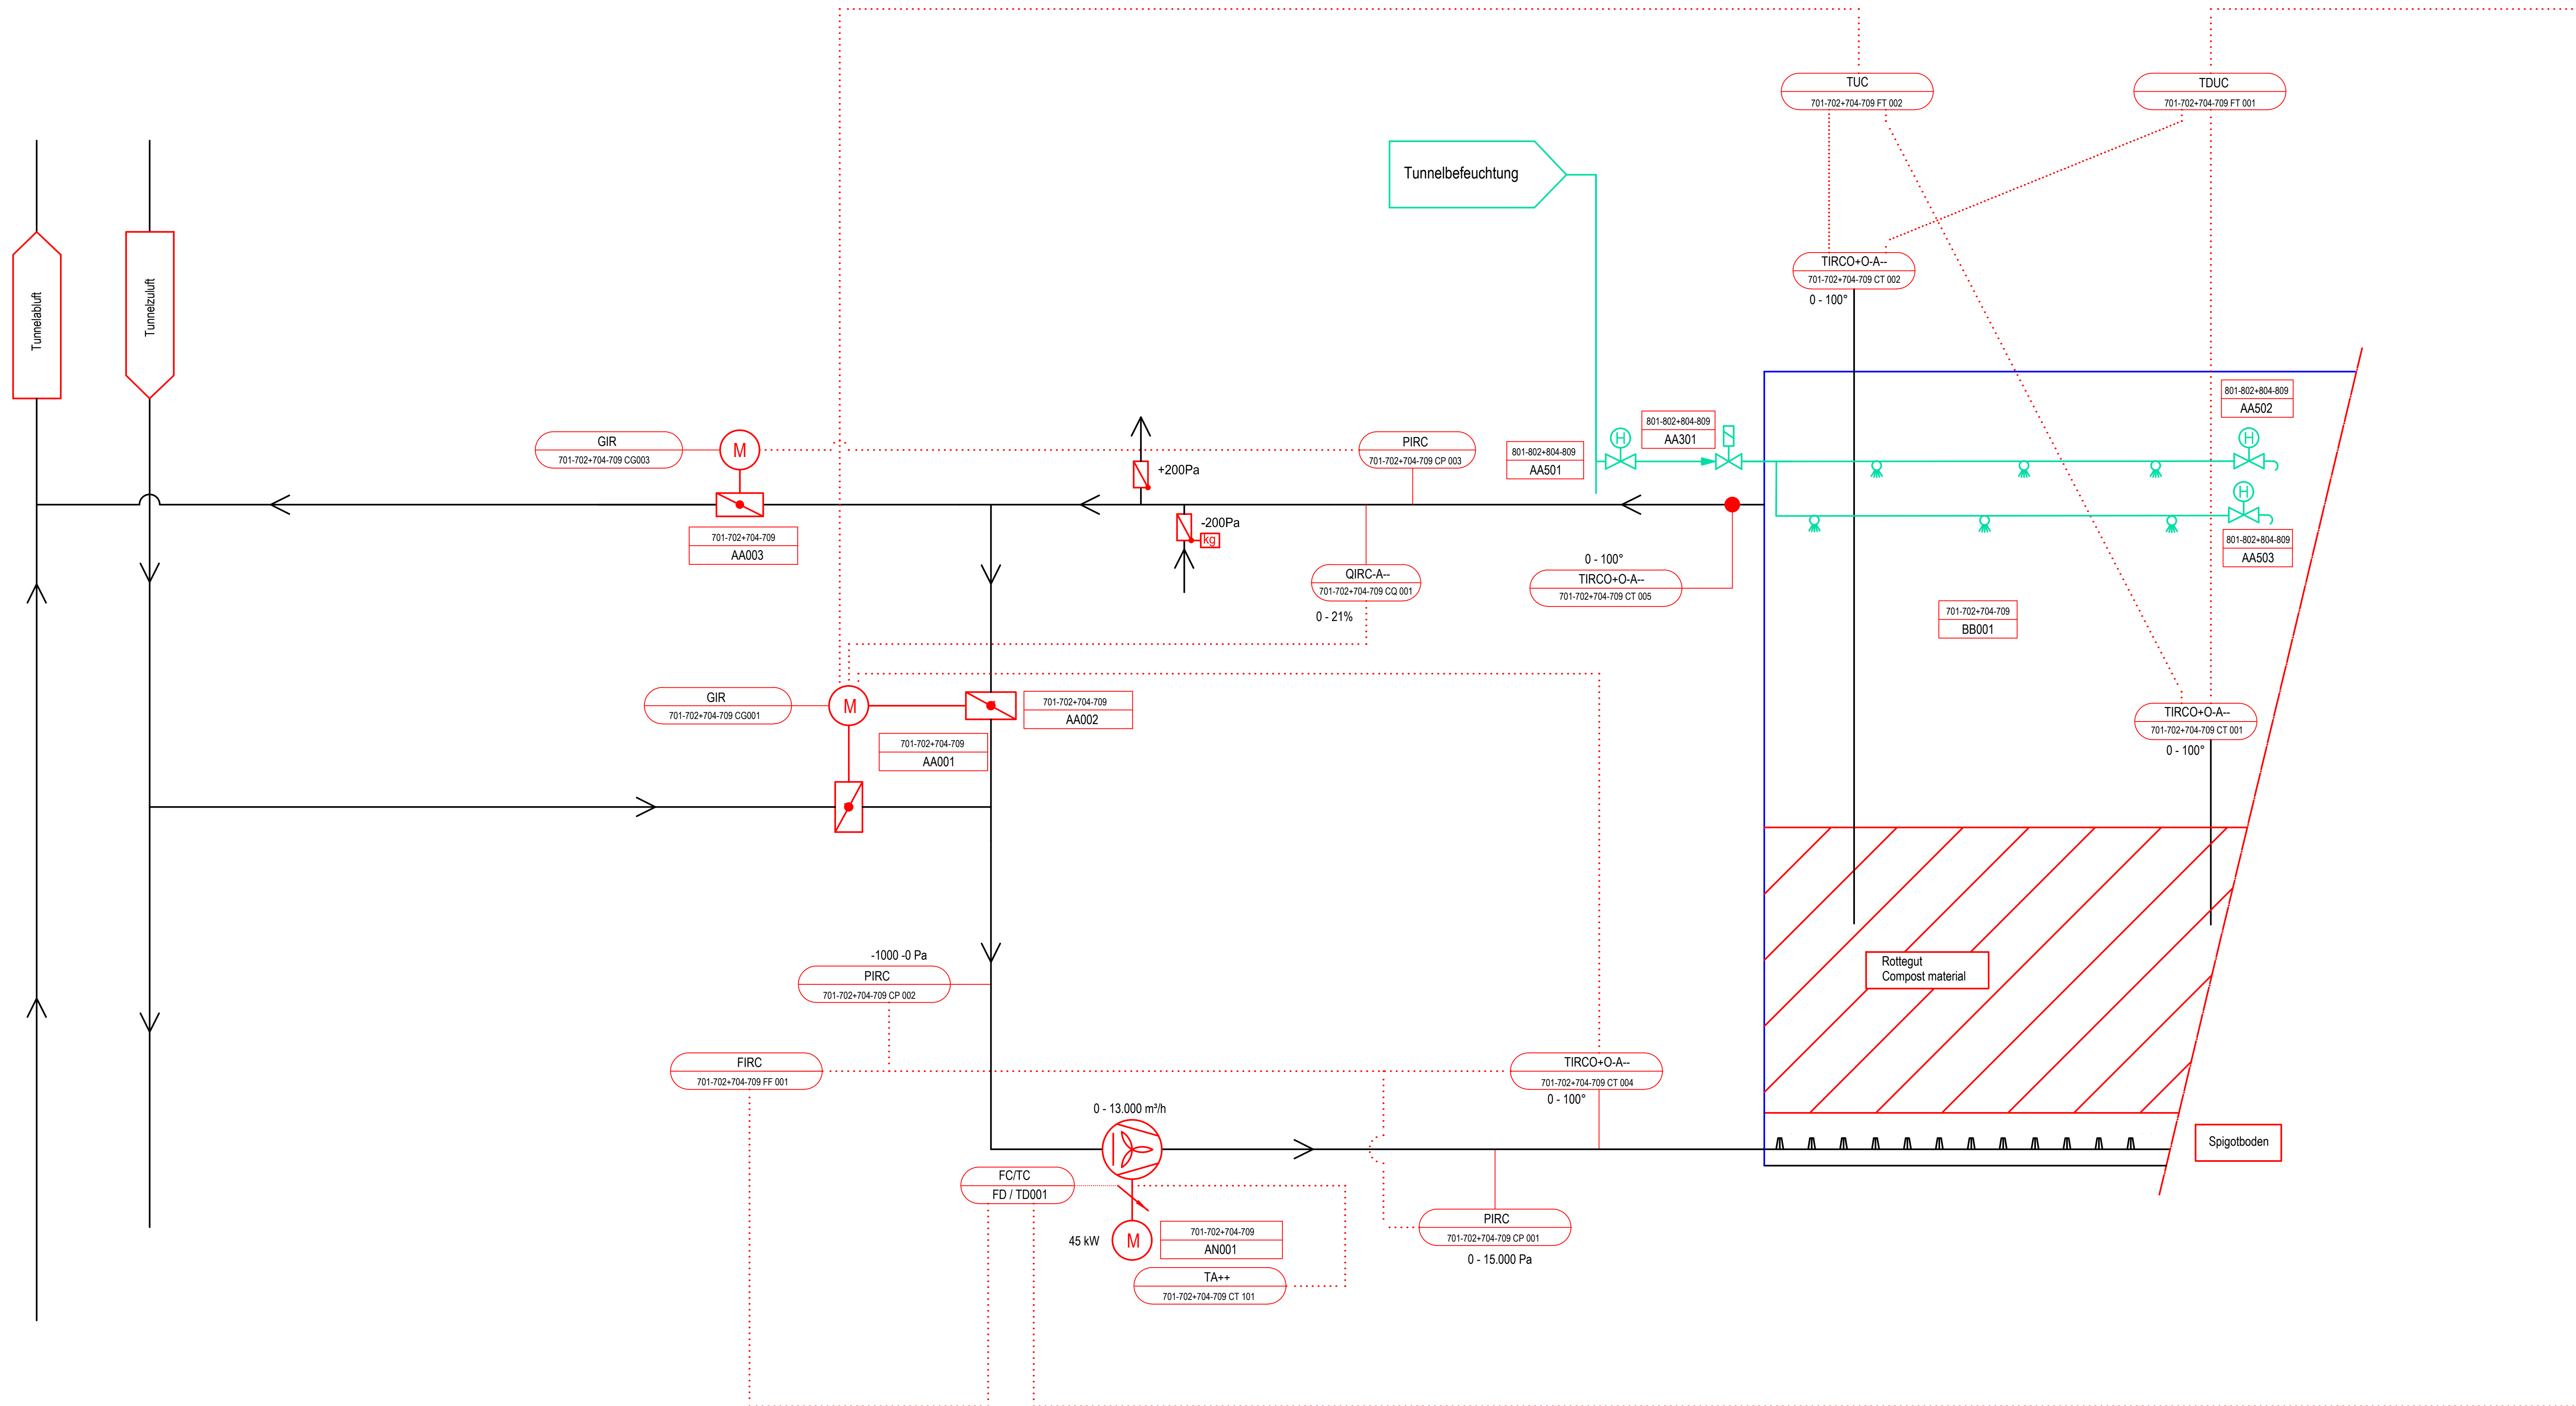 TUC
701-702+704-709 FT 002
TDUC
701-702+704-709 FT 001
Tunnelbefeuchtung
Tunnelabluft
Tunnelzuluft
TIRCO+O-A--
701-702+704-709 CT 002
0 - 100°
801-802+804-809
AA502
GIR
701-702+704-709 CG003
M
PIRC
701-702+704-709 CP 003
801-802+804-809
AA501
H
801-802+804-809
AA301
H
+200Pa
-200Pa
kg
H
801-802+804-809
AA503
701-702+704-709
AA003
0 - 100°
TIRCO+O-A--
701-702+704-709 CT 005
QIRC-A--
701-702+704-709 CQ 001
0 - 21%
701-702+704-709
BB001
GIR
701-702+704-709 CG001
M
701-702+704-709
AA002
701-702+704-709
AA001
TIRCO+O-A--
701-702+704-709 CT 001
0 - 100°
Rottegut
Compost material
-1000 -0 Pa
PIRC
701-702+704-709 CP 002
FIRC
701-702+704-709 FF 001
TIRCO+O-A--
701-702+704-709 CT 004
0 - 100°
0 - 13.000 m³/h
Spigotboden
FC/TC
FD / TD001
45 kW
M
701-702+704-709
AN001
PIRC
701-702+704-709 CP 001
0 - 15.000 Pa
TA++
701-702+704-709 CT 101